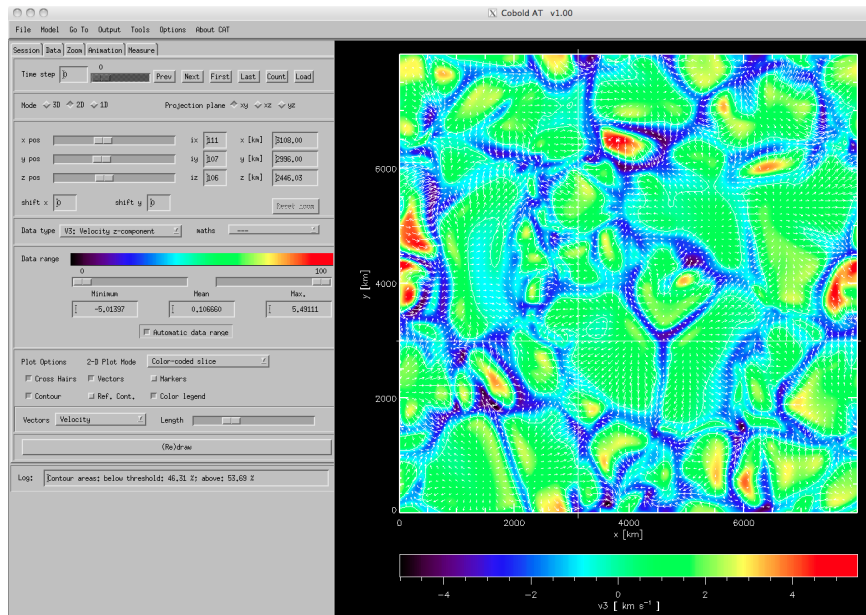 Cobold AT v1.00
File Model Go To Output Tools Options About CAT
Session Data Zoom Animation Measure
Time step 0 0 Prev Next First Last Count Load
Mode 3D 2D 1D Projection plane xy xz yz
x pos ix 111 x [km] 3108.00
y pos iy 107 y [km] 2996.00
z pos iz 106 z [km] 2446.03
shift x 0 shift y 0 Reset zoom
Data type V3: Velocity z-component maths ---
Data range
0 100
Minimum Mean Max.
-5.01397 0.106660 5.49111
Automatic data range
Plot Options 2-D Plot Mode Color-coded slice
Cross Hairs Vectors Markers
Contour Ref. Cont. Color legend
Vectors Velocity Length
(Re)draw
Log: Contour areas: below threshold: 46.31 %; above: 53.69 %
y [km]
6000
4000
2000
0
0 2000 4000 6000
x [km]
-4 -2 0 2 4
v3 [ km s⁻¹ ]